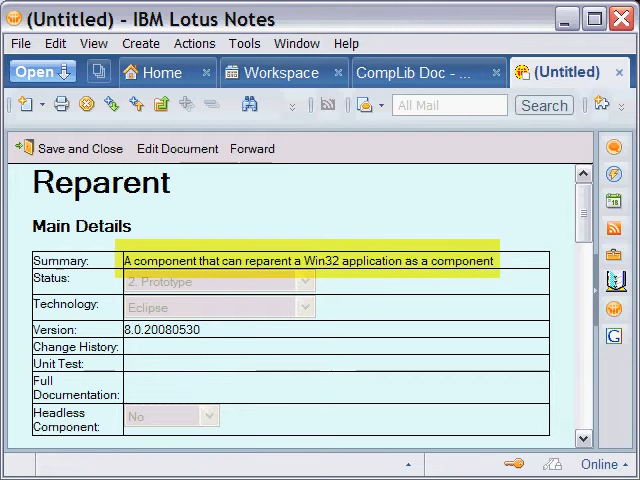 (Untitled) - IBM Lotus Notes
File Edit View Create Actions Tools Window Help
Open Home Workspace CompLib Doc - ... (Untitled)
All Mail Search
Save and Close Edit Document Forward
Reparent
Main Details
Summary: A component that can reparent a Win32 application as a component
Status: 2. Prototype
Technology: Eclipse
Version: 8.0.20080530
Change History:
Unit Test:
Full
Documentation:
Headless No
Component:
Online